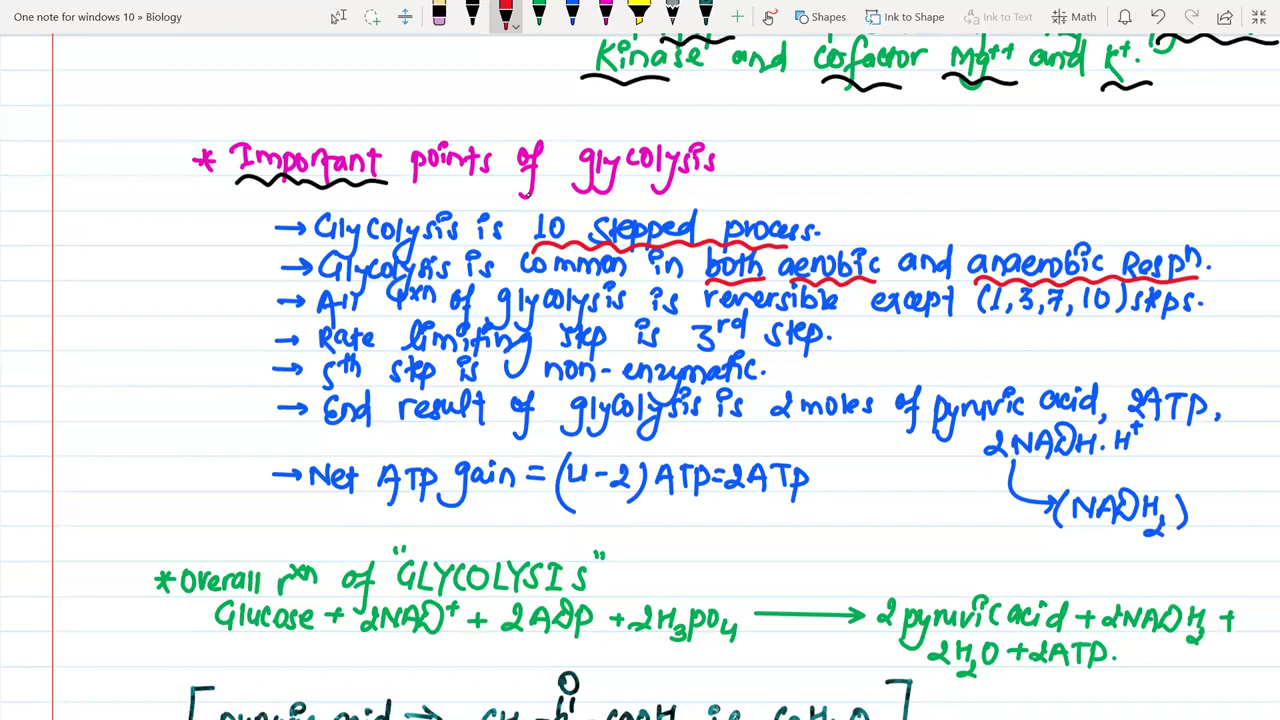 One note for windows 10 » Biology
Shapes Ink to Shape Ink to Text Math
Kinase and cofactor Mg++ and K+.
* Important points of glycolysis
→ Glycolysis is 10 stepped process.
→ Glycolysis is common in both aerobic and anaerobic Respⁿ.
→ All rxn of glycolysis is reversible except (1,3,7,10) steps.
→ Rate limiting step is 3rd step.
→ 5th step is non-enzymatic.
→ End result of glycolysis is 2 moles of pyruvic acid, 2ATP,
2NADH.H+
→ Net ATP gain = (4-2) ATP=2ATP
(NADH₂)
* Overall rxn of "GLYCOLYSIS"
Glucose + 2NAD+ + 2ADP + 2H₃PO₄ → 2 pyruvic acid + 2NADH₂ +
2H₂O + 2ATP.